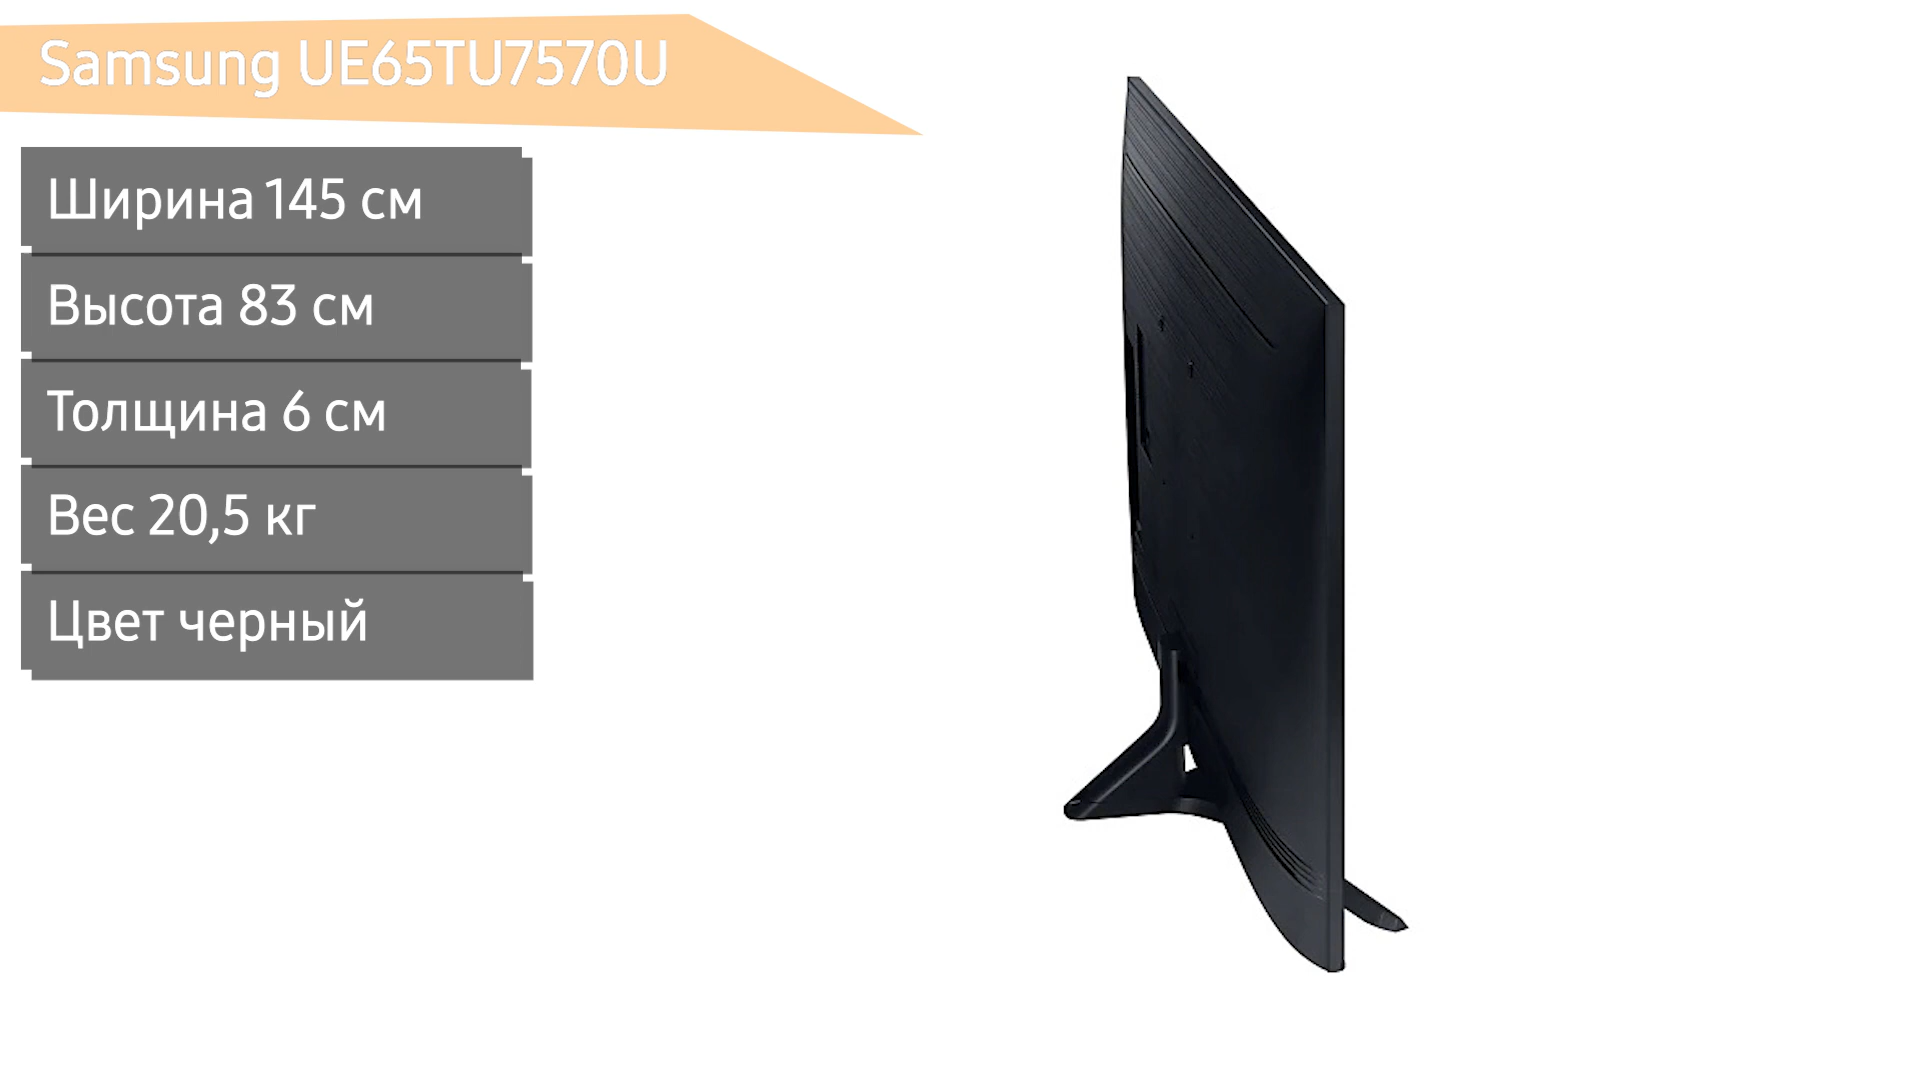 Samsung UE65TU7570U
Ширина 145 см
Высота 83 см
Толщина 6 см
Вес 20,5 кг
Цвет черный